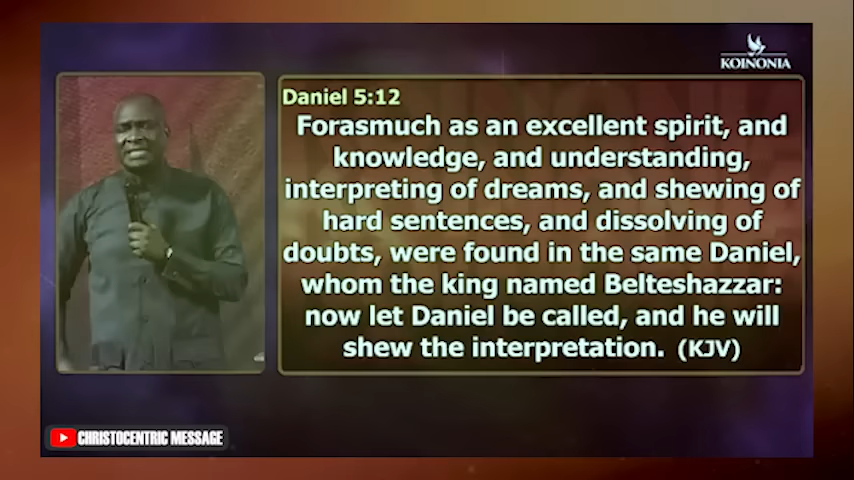 KOINONIA
Daniel 5:12
Forasmuch as an excellent spirit, and
knowledge, and understanding,
interpreting of dreams, and shewing of
hard sentences, and dissolving of
doubts, were found in the same Daniel,
whom the king named Belteshazzar:
now let Daniel be called, and he will
shew the interpretation. (KJV)
CHRISTOCENTRIC MESSAGE